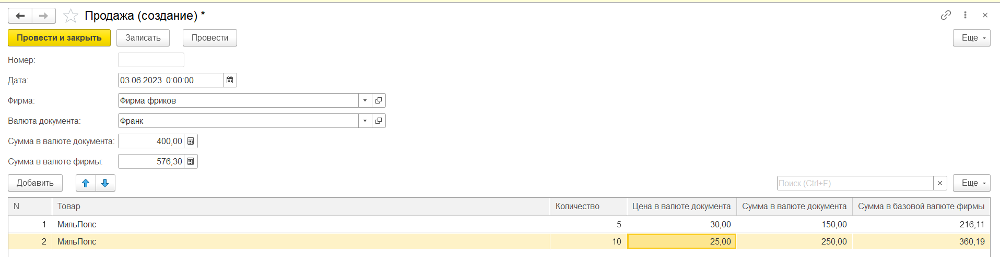 Продажа (создание) *
Провести и закрыть Записать Провести Еще
Номер:
Дата: 03.06.2023 0:00:00
Фирма: Фирма фриков
Валюта документа: Франк
Сумма в валюте документа: 400,00
Сумма в валюте фирмы: 576,30
Добавить Поиск (Ctrl+F) × Еще
N Товар Количество Цена в валюте документа Сумма в валюте документа Сумма в базовой валюте фирмы
1 МильПопс 5 30,00 150,00 216,11
2 МильПопс 10 25,00 250,00 360,19